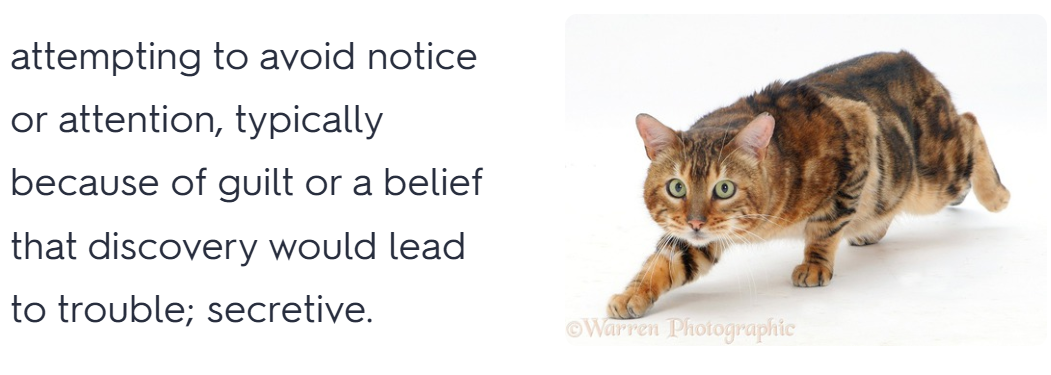 attempting to avoid notice
or attention, typically
because of guilt or a belief
that discovery would lead
to trouble; secretive.
©Warren Photographic